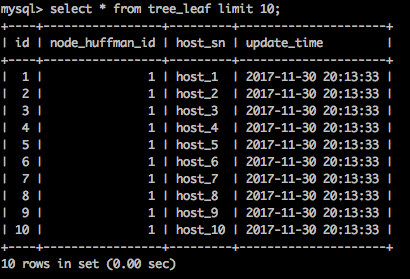 mysql> select * from tree_leaf limit 10;
+----+-----------------+---------+---------------------+
| id | node_huffman_id | host_sn | update_time         |
+----+-----------------+---------+---------------------+
|  1 |               1 | host_1  | 2017-11-30 20:13:33 |
|  2 |               1 | host_2  | 2017-11-30 20:13:33 |
|  3 |               1 | host_3  | 2017-11-30 20:13:33 |
|  4 |               1 | host_4  | 2017-11-30 20:13:33 |
|  5 |               1 | host_5  | 2017-11-30 20:13:33 |
|  6 |               1 | host_6  | 2017-11-30 20:13:33 |
|  7 |               1 | host_7  | 2017-11-30 20:13:33 |
|  8 |               1 | host_8  | 2017-11-30 20:13:33 |
|  9 |               1 | host_9  | 2017-11-30 20:13:33 |
| 10 |               1 | host_10 | 2017-11-30 20:13:33 |
+----+-----------------+---------+---------------------+
10 rows in set (0.00 sec)